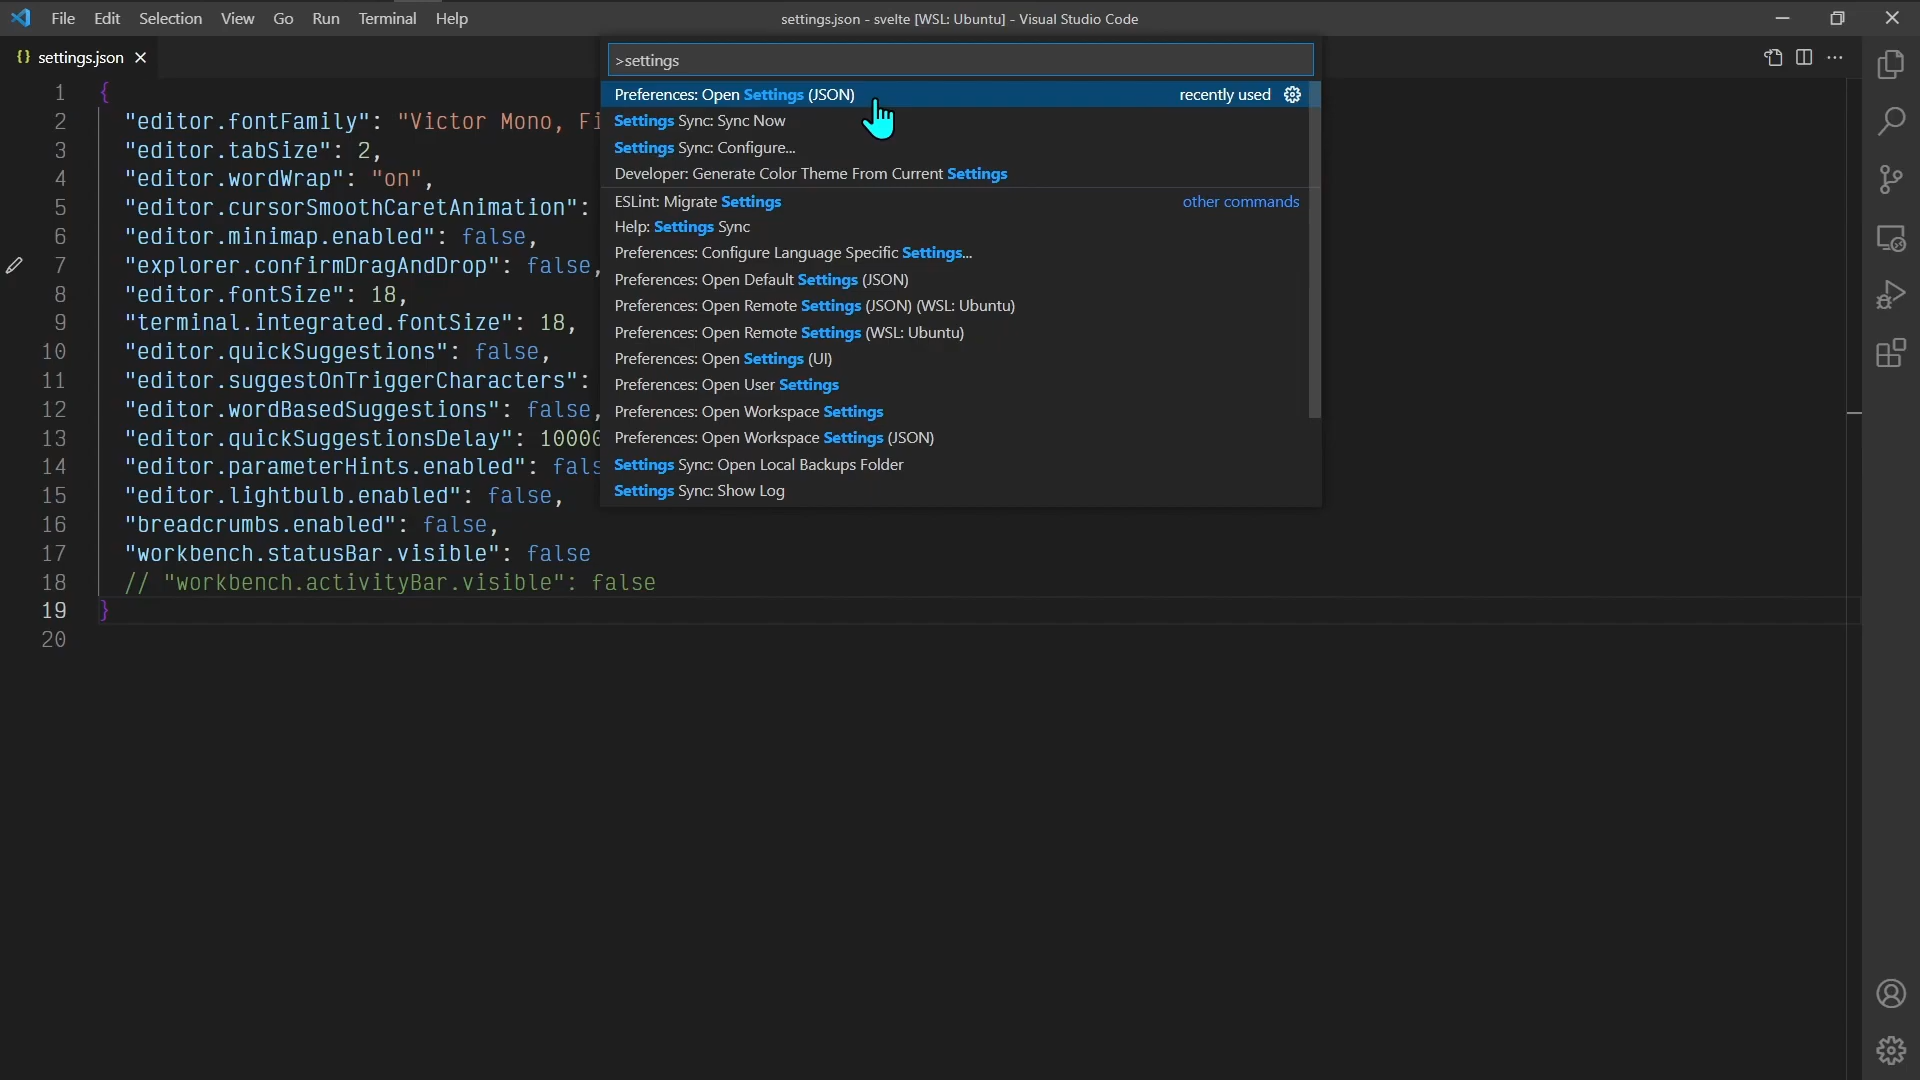 File Edit Selection View Go Run Terminal Help
settings.json - svelte [WSL: Ubuntu] - Visual Studio Code
{} settings.json
>settings
Preferences: Open Settings (JSON) recently used
Settings Sync: Sync Now
Settings Sync: Configure...
Developer: Generate Color Theme From Current Settings
ESLint: Migrate Settings other commands
Help: Settings Sync
Preferences: Configure Language Specific Settings...
Preferences: Open Default Settings (JSON)
Preferences: Open Remote Settings (JSON) (WSL: Ubuntu)
Preferences: Open Remote Settings (WSL: Ubuntu)
Preferences: Open Settings (UI)
Preferences: Open User Settings
Preferences: Open Workspace Settings
Preferences: Open Workspace Settings (JSON)
Settings Sync: Open Local Backups Folder
Settings Sync: Show Log
1 {
2 "editor.fontFamily": "Victor Mono, Fi
3 "editor.tabSize": 2,
4 "editor.wordWrap": "on",
5 "editor.cursorSmoothCaretAnimation":
6 "editor.minimap.enabled": false,
7 "explorer.confirmDragAndDrop": false,
8 "editor.fontSize": 18,
9 "terminal.integrated.fontSize": 18,
10 "editor.quickSuggestions": false,
11 "editor.suggestOnTriggerCharacters":
12 "editor.wordBasedSuggestions": false,
13 "editor.quickSuggestionsDelay": 10000
14 "editor.parameterHints.enabled": fals
15 "editor.lightbulb.enabled": false,
16 "breadcrumbs.enabled": false,
17 "workbench.statusBar.visible": false
18 // "workbench.activityBar.visible": false
19 }
20